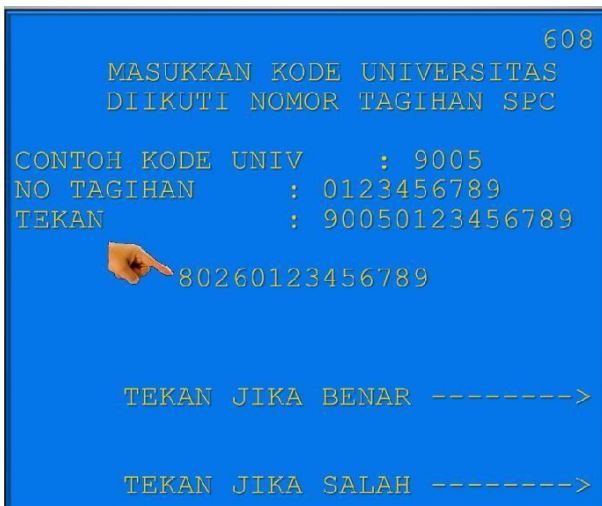 608
MASUKKAN KODE UNIVERSITAS
DIIKUTI NOMOR TAGIHAN SPC
CONTOH KODE UNIV : 9005
NO TAGIHAN : 0123456789
TEKAN : 90050123456789
80260123456789
TEKAN JIKA BENAR -------->
TEKAN JIKA SALAH -------->